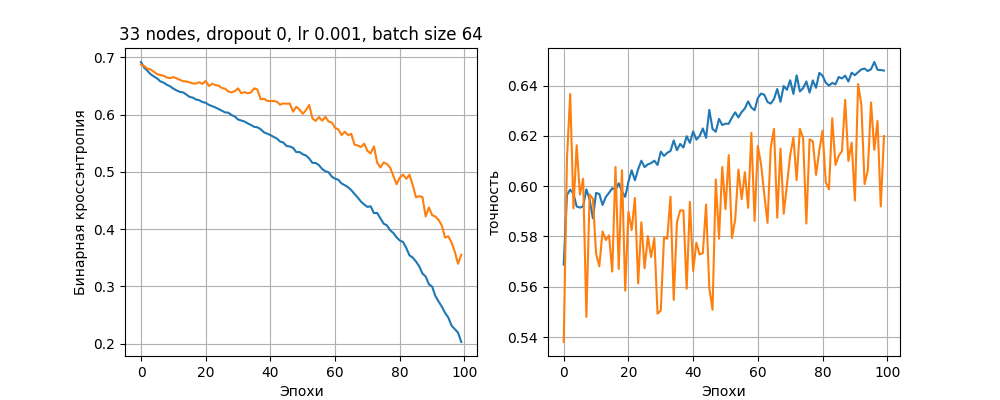 33 nodes, dropout 0, lr 0.001, batch size 64
Бинарная кроссэнтропия
0.7
0.6
0.5
0.4
0.3
0.2
0 20 40 60 80 100
Эпохи
точность
0.64
0.62
0.60
0.58
0.56
0.54
0 20 40 60 80 100
Эпохи